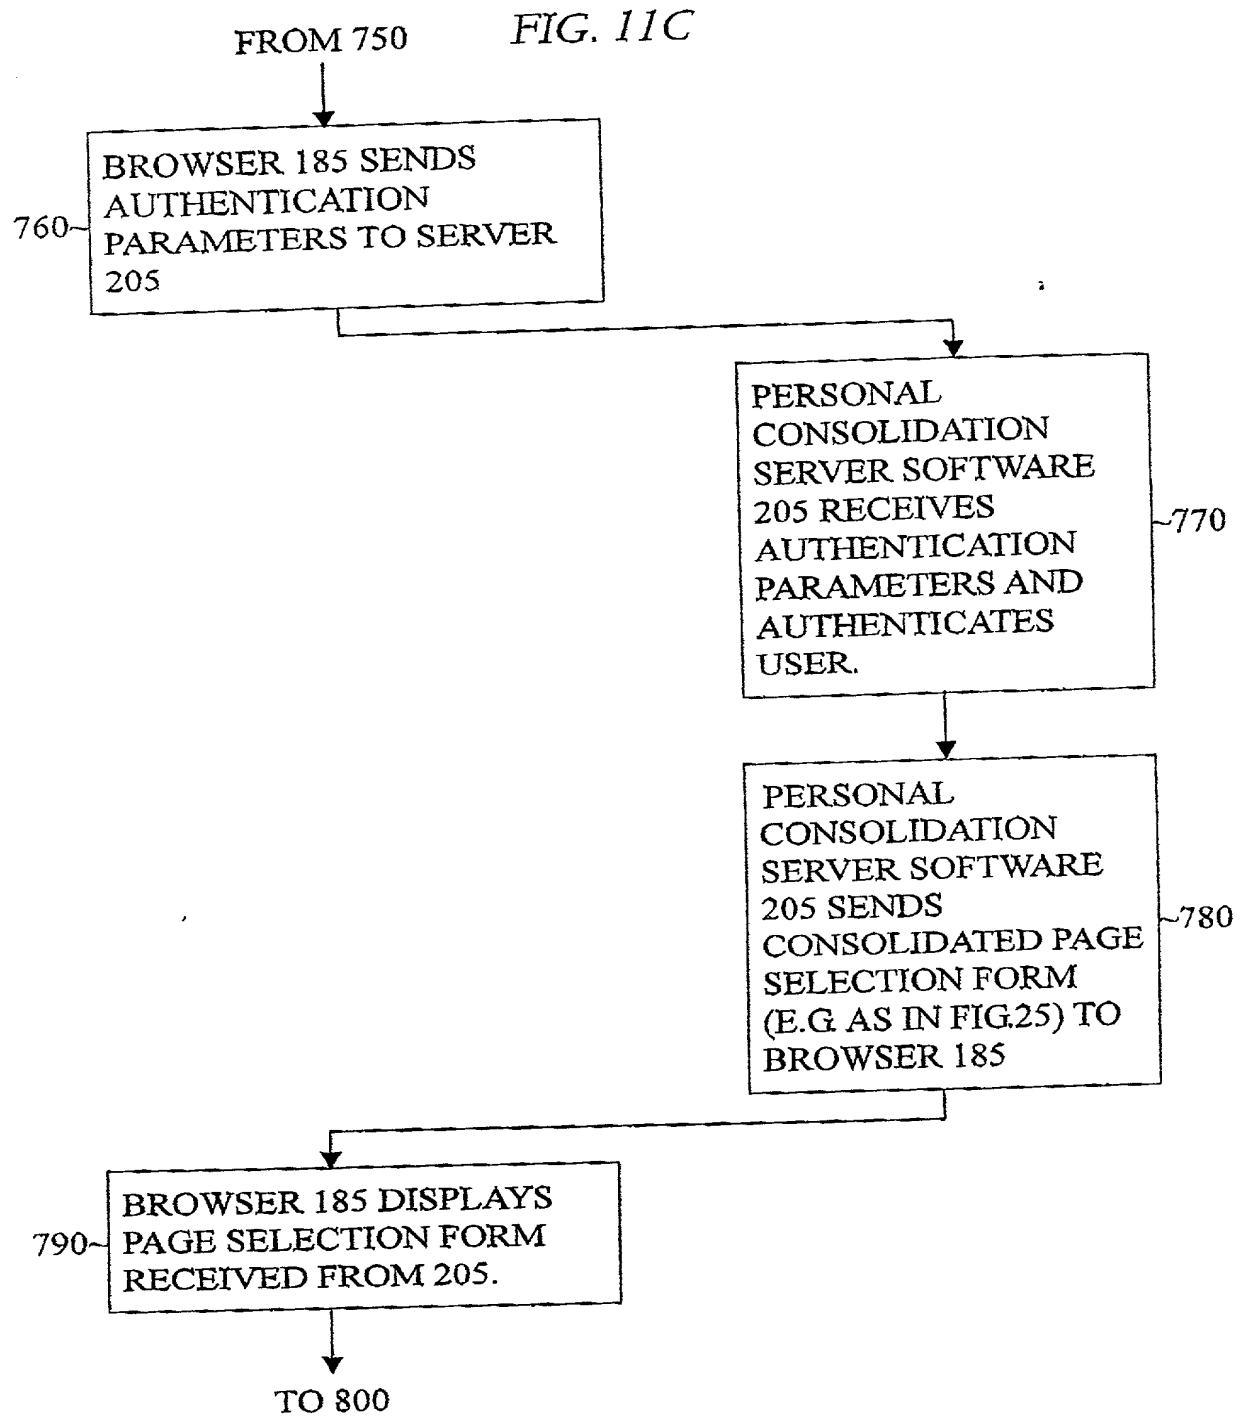 FIG. 11C
FROM 750
BROWSER 185 SENDS
AUTHENTICATION
PARAMETERS TO SERVER
205
760
PERSONAL
CONSOLIDATION
SERVER SOFTWARE
205 RECEIVES
AUTHENTICATION
PARAMETERS AND
AUTHENTICATES
USER.
770
PERSONAL
CONSOLIDATION
SERVER SOFTWARE
205 SENDS
CONSOLIDATED PAGE
SELECTION FORM
(E.G. AS IN FIG.25) TO
BROWSER 185
780
BROWSER 185 DISPLAYS
PAGE SELECTION FORM
RECEIVED FROM 205.
790
TO 800